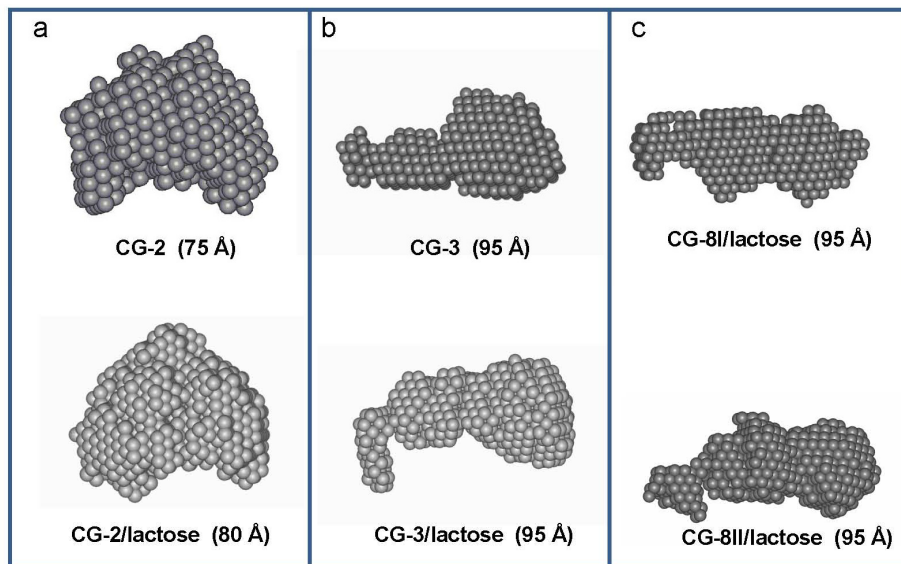 a
CG-2 (75 Å)
CG-2/lactose (80 Å)
b
CG-3 (95 Å)
CG-3/lactose (95 Å)
c
CG-8I/lactose (95 Å)
CG-8II/lactose (95 Å)